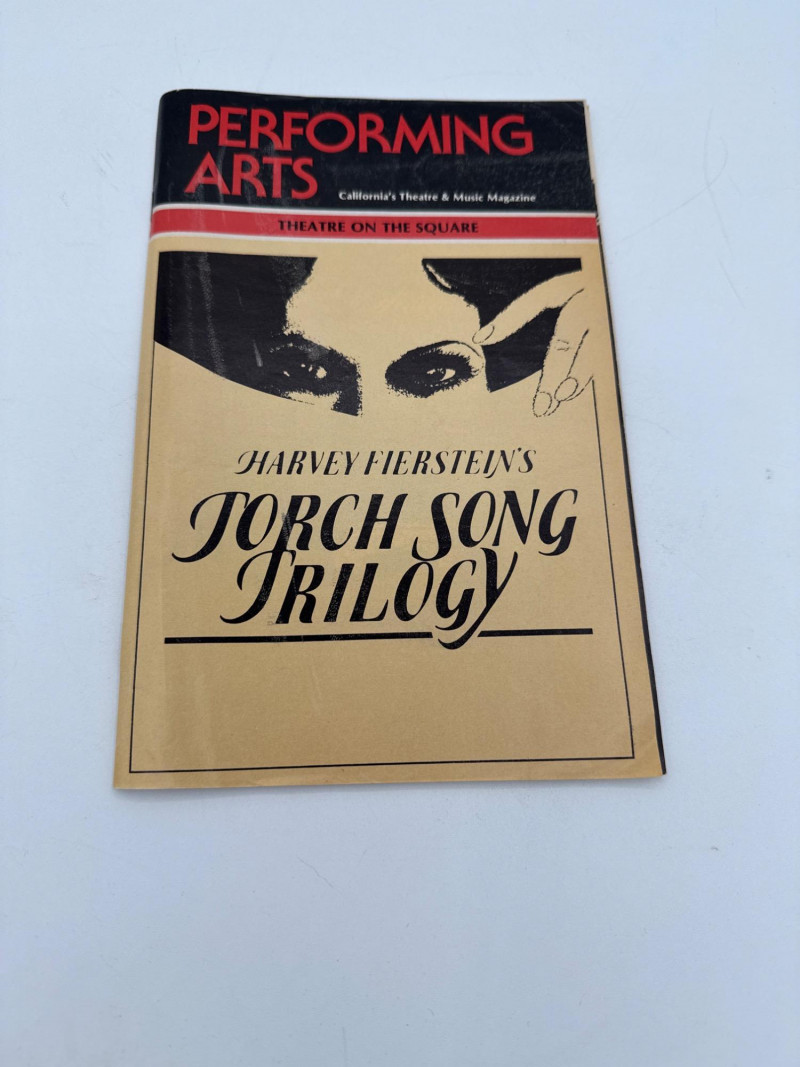 PERFORMING
ARTS
California's Theatre & Music Magazine
THEATRE ON THE SQUARE
HARVEY FIERSTEIN'S
TORCH SONG
TRILOGY